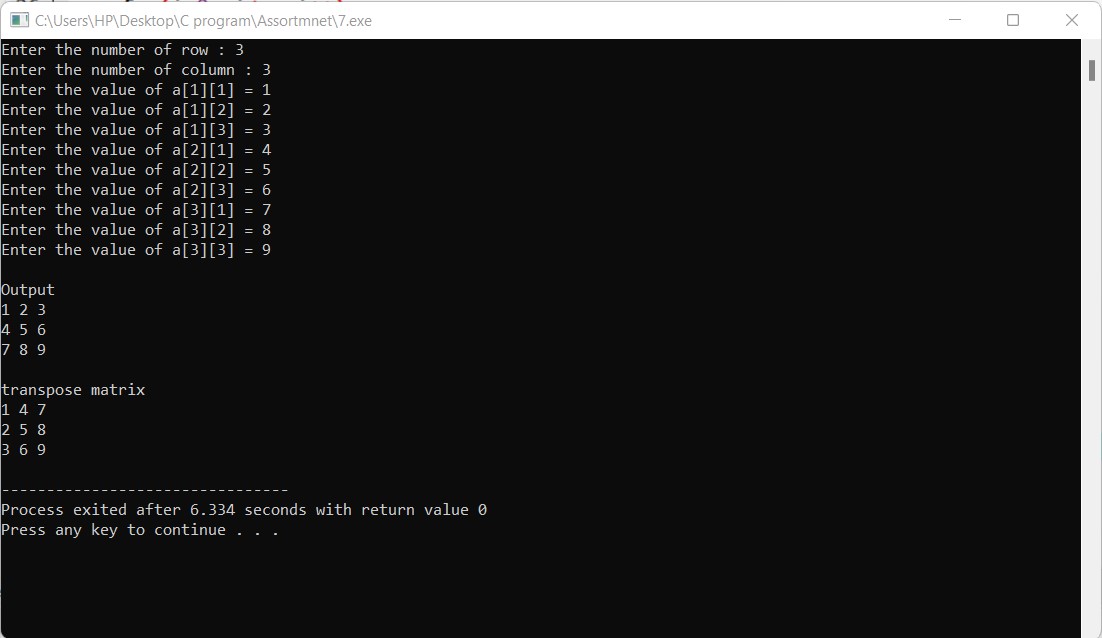 C:\Users\HP\Desktop\C program\Assortmnet\7.exe
Enter the number of row : 3
Enter the number of column : 3
Enter the value of a[1][1] = 1
Enter the value of a[1][2] = 2
Enter the value of a[1][3] = 3
Enter the value of a[2][1] = 4
Enter the value of a[2][2] = 5
Enter the value of a[2][3] = 6
Enter the value of a[3][1] = 7
Enter the value of a[3][2] = 8
Enter the value of a[3][3] = 9
Output
1 2 3
4 5 6
7 8 9
transpose matrix
1 4 7
2 5 8
3 6 9
--------------------------------
Process exited after 6.334 seconds with return value 0
Press any key to continue . . .